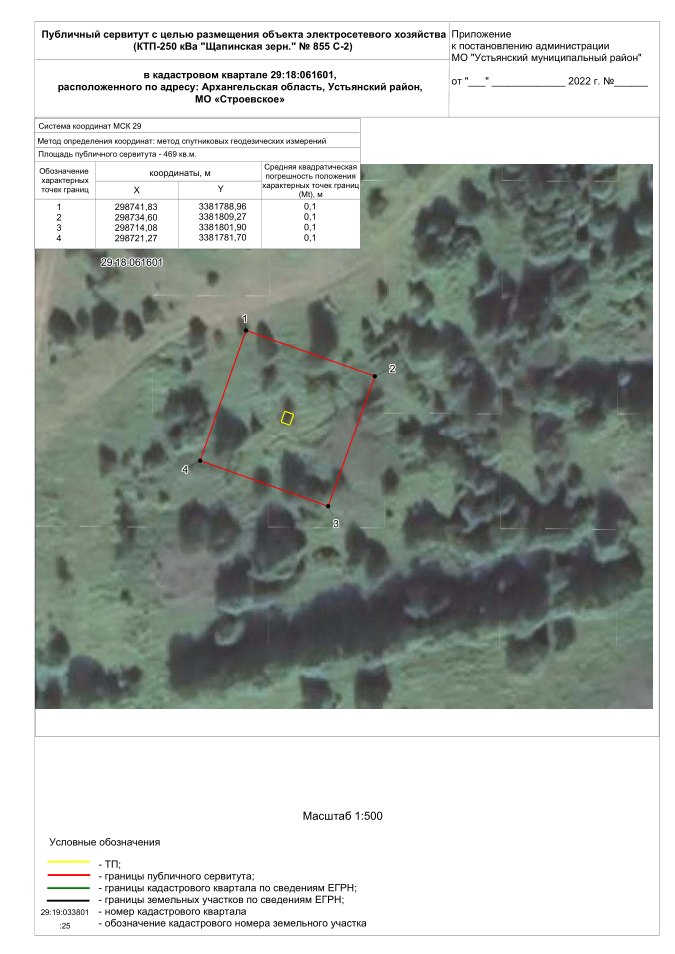 Публичный сервитут с целью размещения объекта электросетевого хозяйства
(КТП-250 кВа "Щапинская зерн." № 855 С-2)
в кадастровом квартале 29:18:061601,
расположенного по адресу: Архангельская область, Устьянский район,
МО «Строевское»
Приложение
к постановлению администрации
МО "Устьянский муниципальный район"
от "___" _____________ 2022 г. №______
Система координат МСК 29
Метод определения координат: метод спутниковых геодезических измерений
Площадь публичного сервитута - 469 кв.м.
Обозначение характерных точек границ
координаты, м
X
Y
Средняя квадратическая погрешность положения характерных точек границ (Mt), м
1 298741,83 3381788,96 0,1
2 298734,60 3381809,27 0,1
3 298714,08 3381801,90 0,1
4 298721,27 3381781,70 0,1
29:18:061601
1
2
4
3
Масштаб 1:500
Условные обозначения
- ТП;
- границы публичного сервитута;
- границы кадастрового квартала по сведениям ЕГРН;
- границы земельных участков по сведениям ЕГРН;
29:19:033801 - номер кадастрового квартала
:25 - обозначение кадастрового номера земельного участка